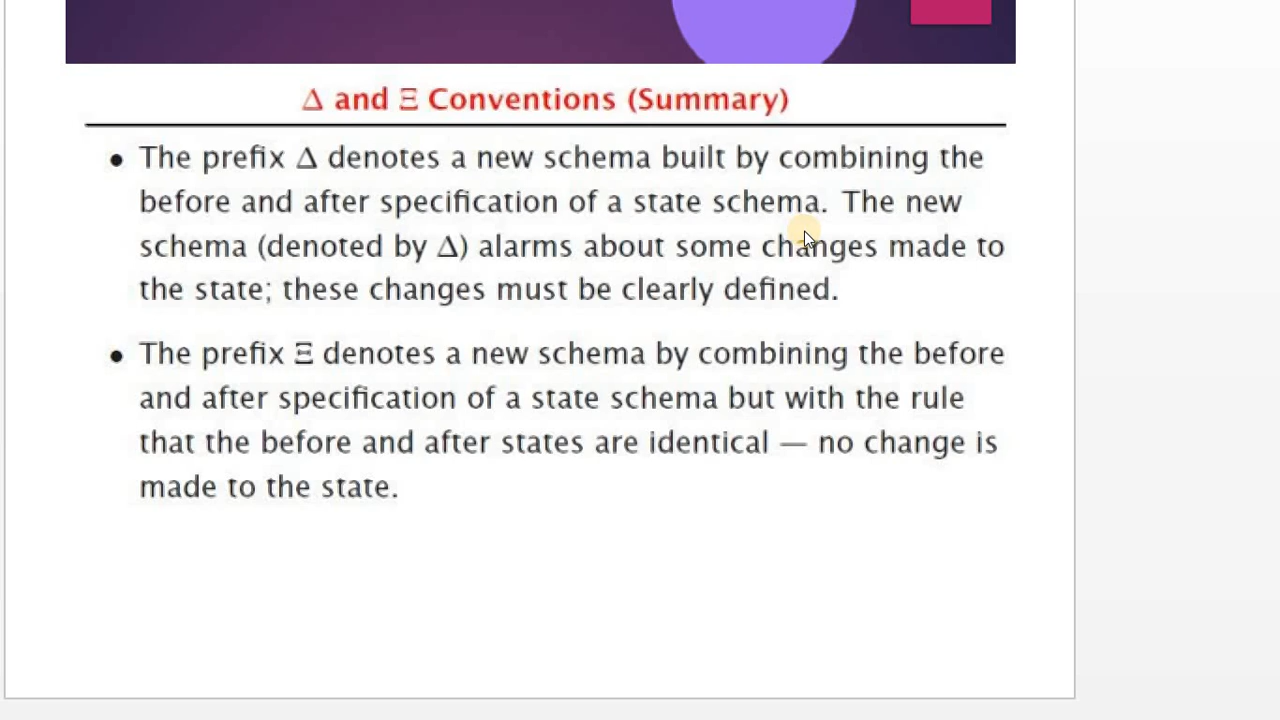 Δ and Ξ Conventions (Summary)
• The prefix Δ denotes a new schema built by combining the
before and after specification of a state schema. The new
schema (denoted by Δ) alarms about some changes made to
the state; these changes must be clearly defined.
• The prefix Ξ denotes a new schema by combining the before
and after specification of a state schema but with the rule
that the before and after states are identical — no change is
made to the state.